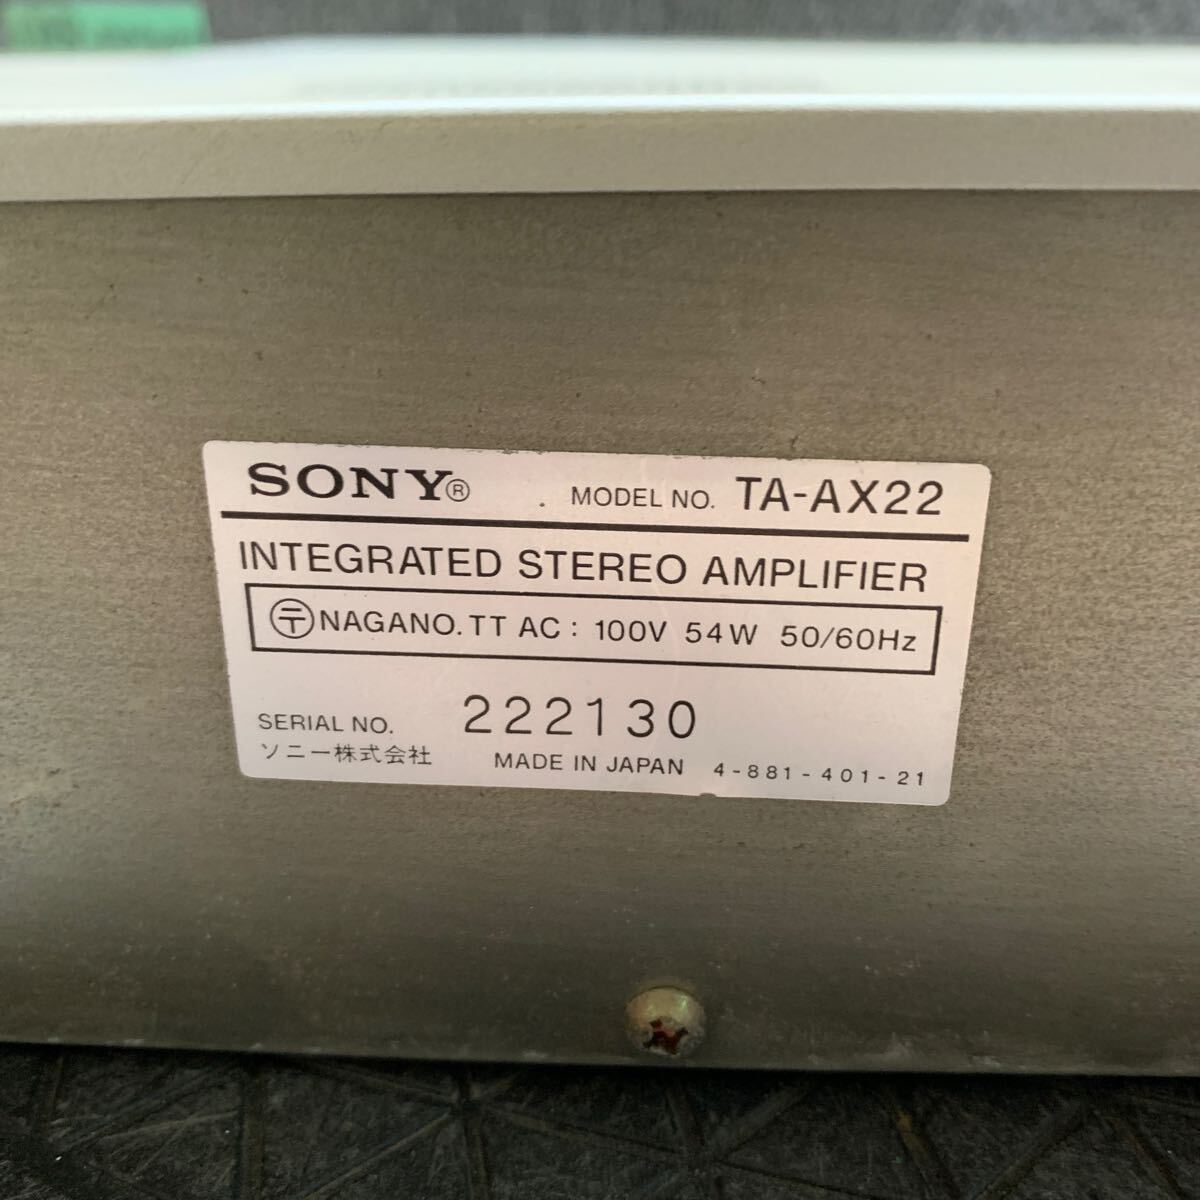 SONY® MODEL NO. TA-AX22
INTEGRATED STEREO AMPLIFIER
〶NAGANO.TT AC: 100V 54W 50/60Hz
SERIAL NO. 222130
ソニー株式会社 MADE IN JAPAN 4-881-401-21